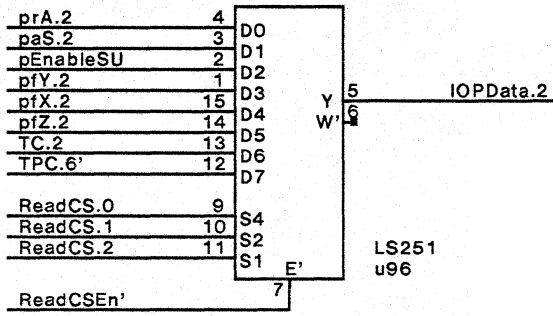 prA.2 4 D0
paS.2 3 D1
pEnableSU 2 D2
pfY.2 1 D3
pfX.2 15 D4 Y 5 IOPData.2
pfZ.2 14 D5 W' 6
TC.2 13 D6
TPC.6' 12 D7
ReadCS.0 9 S4
ReadCS.1 10 S2
ReadCS.2 11 S1 LS251
E' u96
ReadCSEn' 7